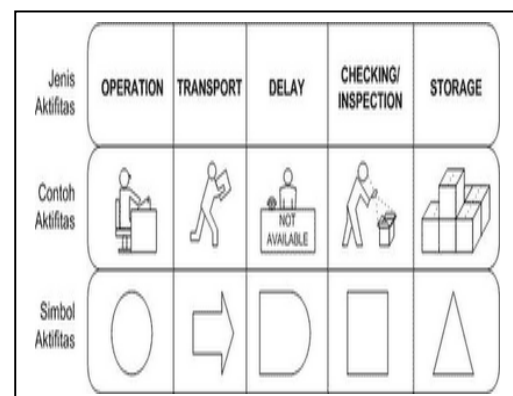 Jenis
Aktifitas
OPERATION
TRANSPORT
DELAY
CHECKING/
INSPECTION
STORAGE
Contoh
Aktifitas
NOT
AVAILABLE
Simbol
Aktifitas